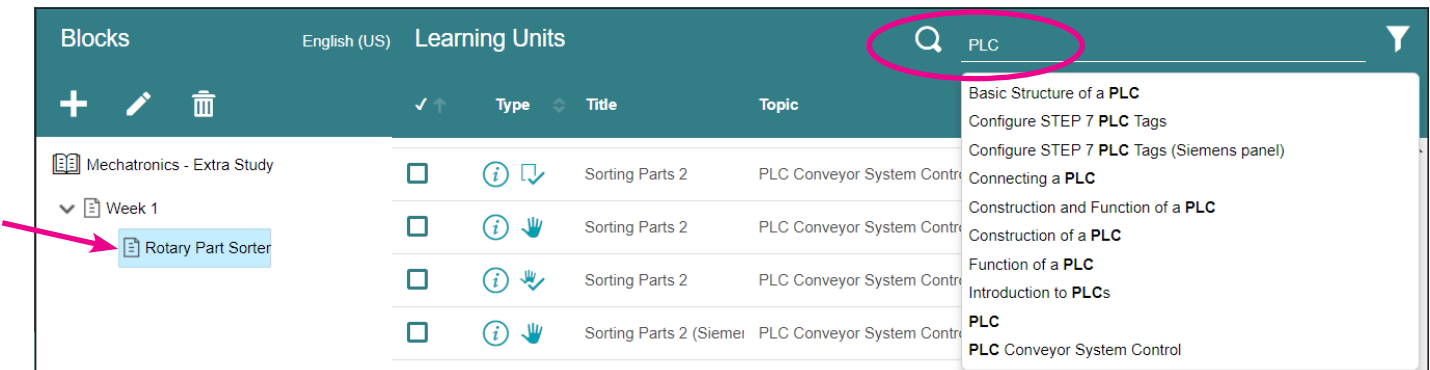 Blocks
English (US)
Learning Units
PLC
Type
Title
Topic
Mechatronics - Extra Study
Week 1
Rotary Part Sorter
Sorting Parts 2
PLC Conveyor System Contro
Sorting Parts 2
PLC Conveyor System Contro
Sorting Parts 2
PLC Conveyor System Contro
Sorting Parts 2 (Siemen
PLC Conveyor System Contro
Basic Structure of a PLC
Configure STEP 7 PLC Tags
Configure STEP 7 PLC Tags (Siemens panel)
Connecting a PLC
Construction and Function of a PLC
Construction of a PLC
Function of a PLC
Introduction to PLCs
PLC
PLC Conveyor System Control